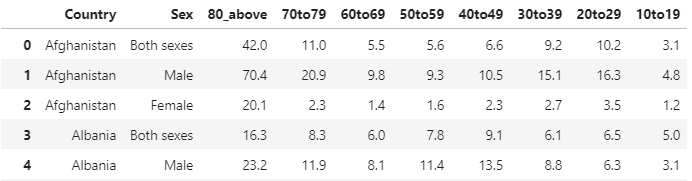 Country Sex 80_above 70to79 60to69 50to59 40to49 30to39 20to29 10to19
0 Afghanistan Both sexes 42.0 11.0 5.5 5.6 6.6 9.2 10.2 3.1
1 Afghanistan Male 70.4 20.9 9.8 9.3 10.5 15.1 16.3 4.8
2 Afghanistan Female 20.1 2.3 1.4 1.6 2.3 2.7 3.5 1.2
3 Albania Both sexes 16.3 8.3 6.0 7.8 9.1 6.1 6.5 5.0
4 Albania Male 23.2 11.9 8.1 11.4 13.5 8.8 6.3 3.1